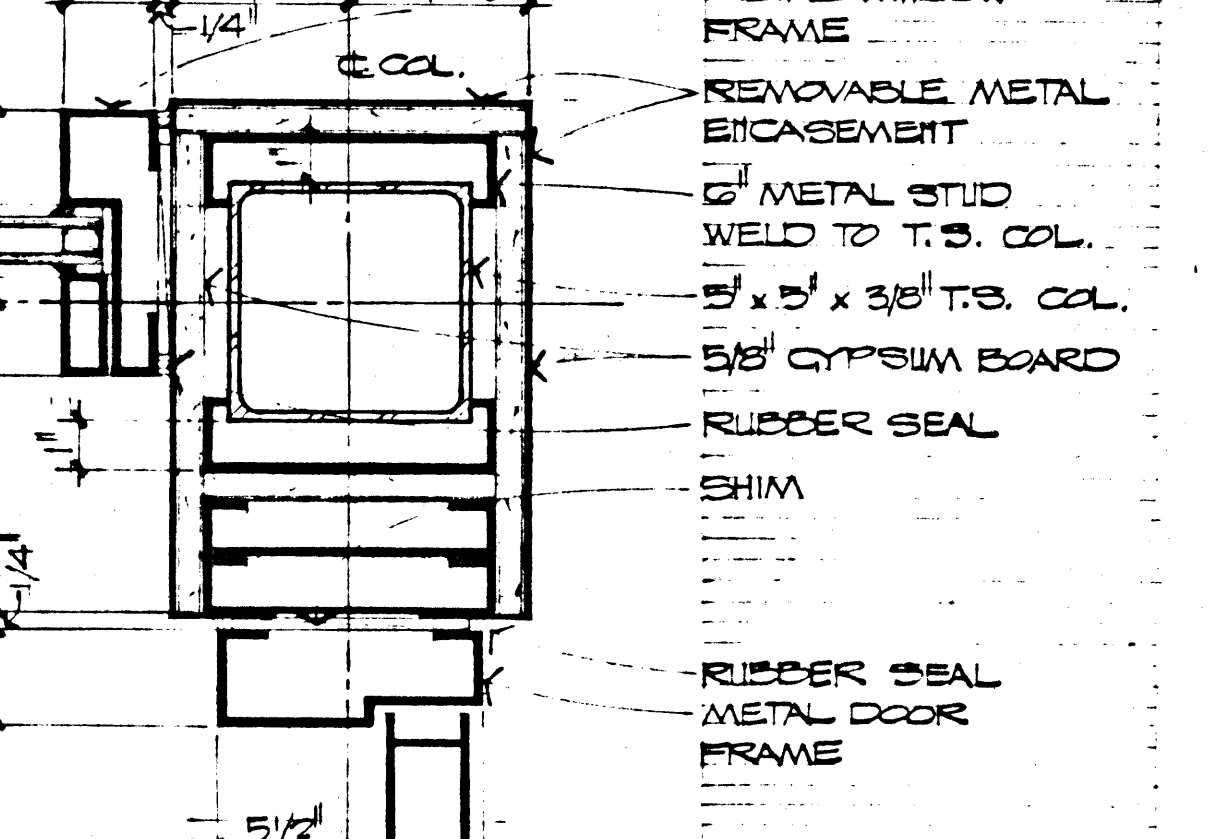 1/4"
FRAME
℄ COL.
REMOVABLE METAL
ENCASEMENT
1"
6" METAL STUD
WELD TO T.S. COL.
5" x 5" x 3/8" T.S. COL.
5/8" GYPSUM BOARD
1"
RUBBER SEAL
SHIM
1/4"
RUBBER SEAL
METAL DOOR
FRAME
5 1/2"